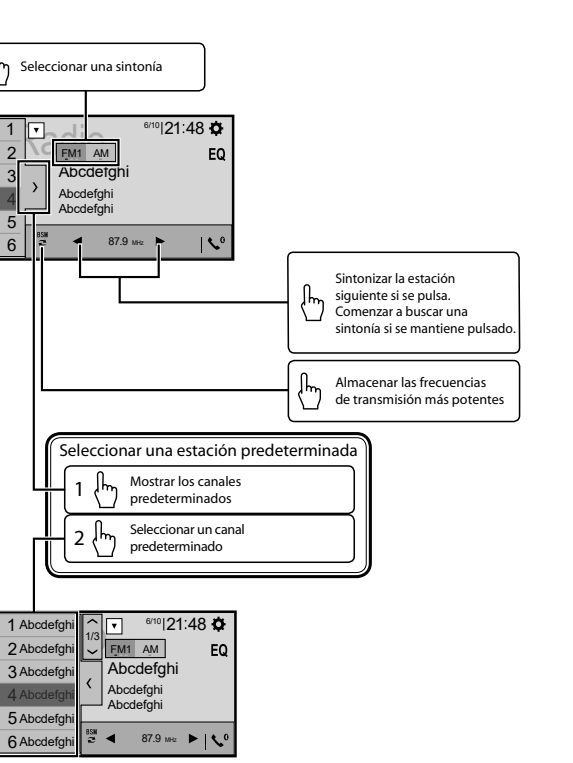 Seleccionar una sintonía
1
2
3
4
5
6
Radio
6/10 21:48
FM1 AM
EQ
Abcdefghi
Abcdefghi
Abcdefghi
BSM
87.9 MHz
0
Sintonizar la estación
siguiente si se pulsa.
Comenzar a buscar una
sintonía si se mantiene pulsado.
Almacenar las frecuencias
de transmisión más potentes
Seleccionar una estación predeterminada
1
Mostrar los canales
predeterminados
2
Seleccionar un canal
predeterminado
1 Abcdefghi
2 Abcdefghi
3 Abcdefghi
4 Abcdefghi
5 Abcdefghi
6 Abcdefghi
1/3
6/10 21:48
FM1 AM
EQ
Abcdefghi
Abcdefghi
Abcdefghi
BSM
87.9 MHz
0